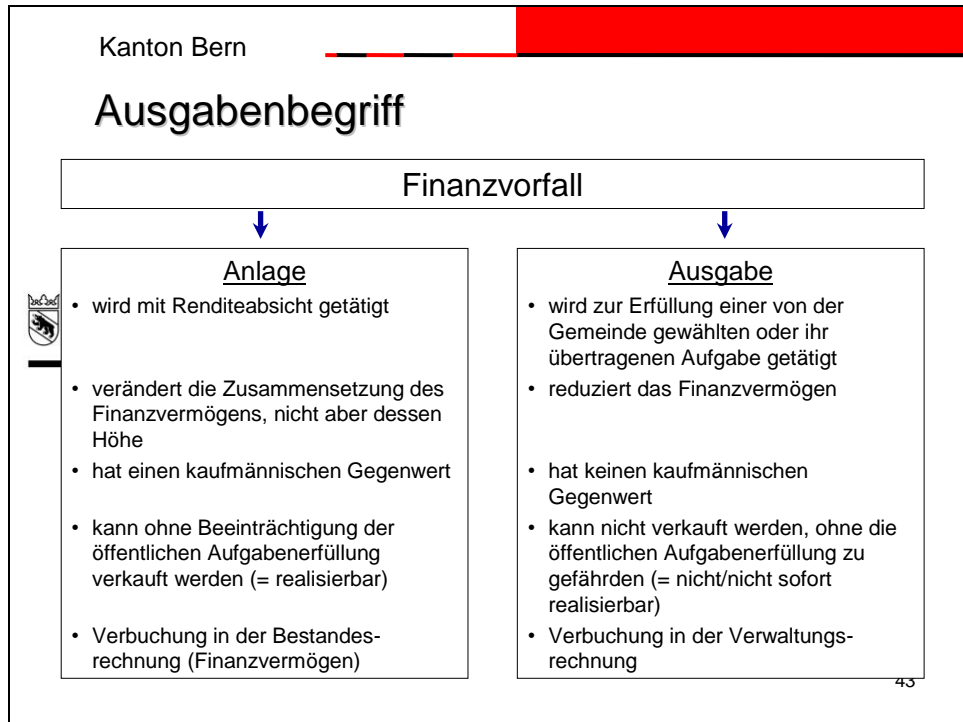 Kanton Bern
Ausgabenbegriff
Finanzvorfall
Anlage
• wird mit Renditeabsicht getätigt
• verändert die Zusammensetzung des
Finanzvermögens, nicht aber dessen
Höhe
• hat einen kaufmännischen Gegenwert
• kann ohne Beeinträchtigung der
öffentlichen Aufgabenerfüllung
verkauft werden (= realisierbar)
• Verbuchung in der Bestandes-
rechnung (Finanzvermögen)
Ausgabe
• wird zur Erfüllung einer von der
Gemeinde gewählten oder ihr
übertragenen Aufgabe getätigt
• reduziert das Finanzvermögen
• hat keinen kaufmännischen
Gegenwert
• kann nicht verkauft werden, ohne die
öffentlichen Aufgabenerfüllung zu
gefährden (= nicht/nicht sofort
realisierbar)
• Verbuchung in der Verwaltungs-
rechnung
43